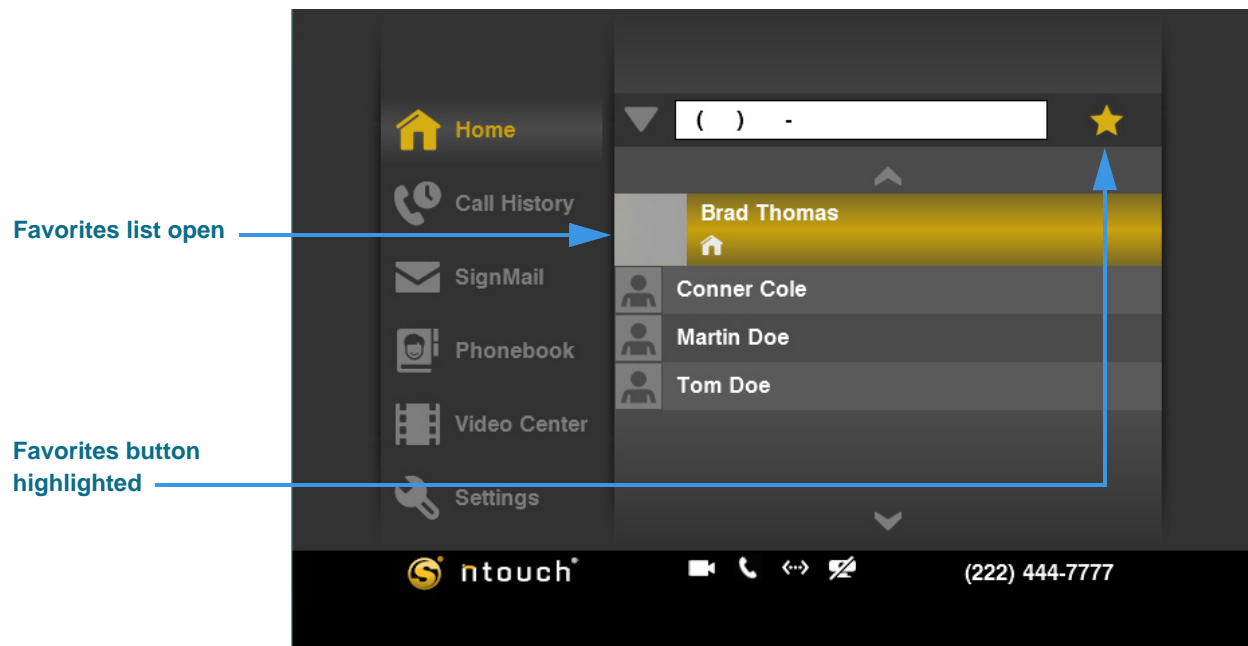 Home
Call History
SignMail
Phonebook
Video Center
Settings
( ) -
Brad Thomas
Conner Cole
Martin Doe
Tom Doe
Favorites list open
Favorites button
highlighted
ntouch®
(222) 444-7777